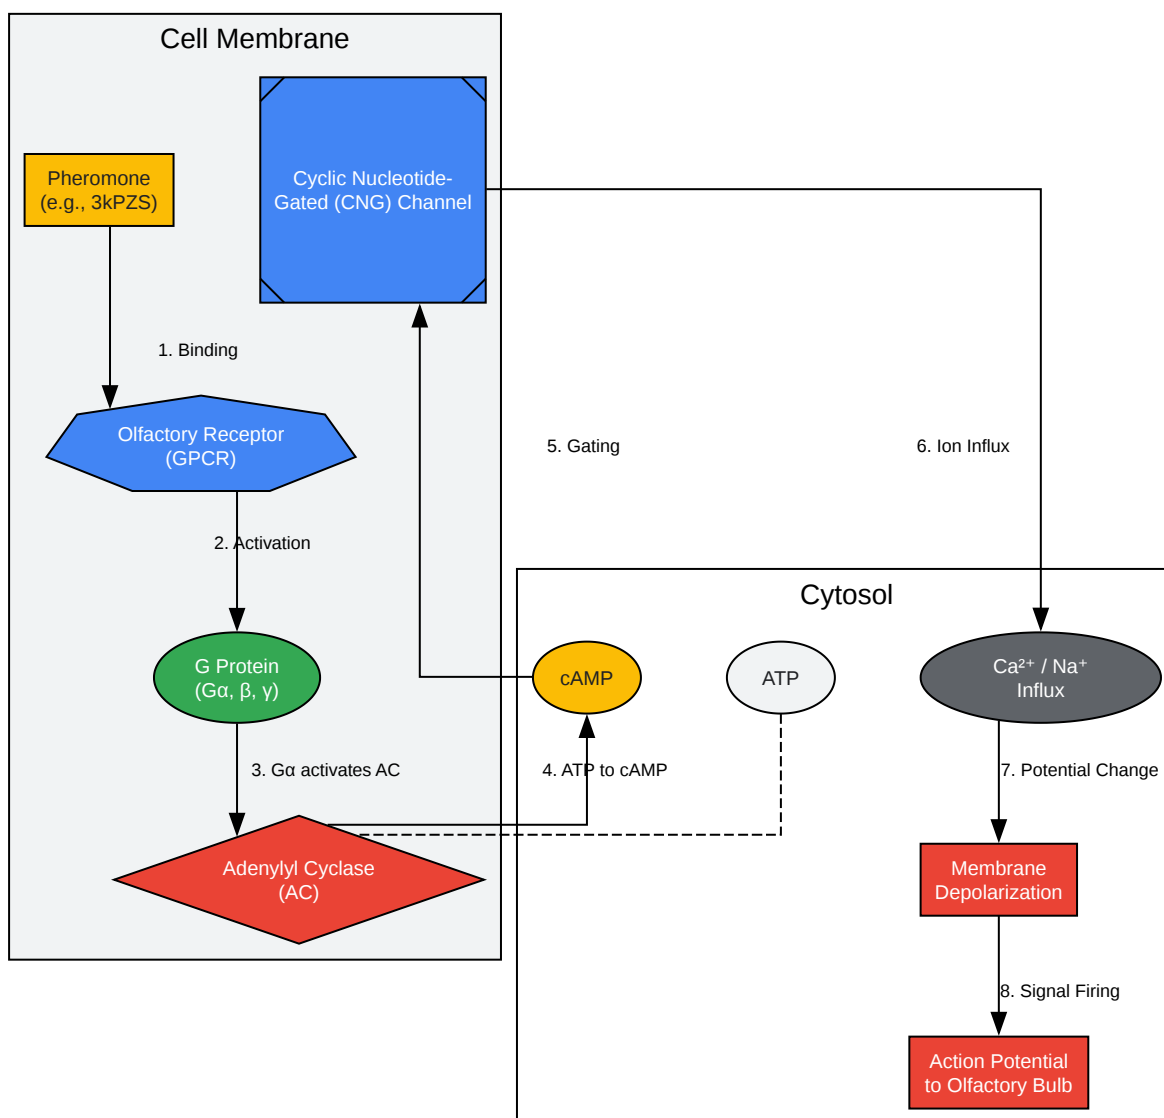 Cell Membrane
Cyclic Nucleotide-
Gated (CNG) Channel
Pheromone
(e.g., 3kPZS)
1. Binding
Olfactory Receptor
(GPCR)
5. Gating
6. Ion Influx
2. Activation
Cytosol
G Protein
(Gα, β, γ)
cAMP
ATP
Ca²⁺ / Na⁺
Influx
3. Gα activates AC
4. ATP to cAMP
7. Potential Change
Adenylyl Cyclase
(AC)
Membrane
Depolarization
8. Signal Firing
Action Potential
to Olfactory Bulb